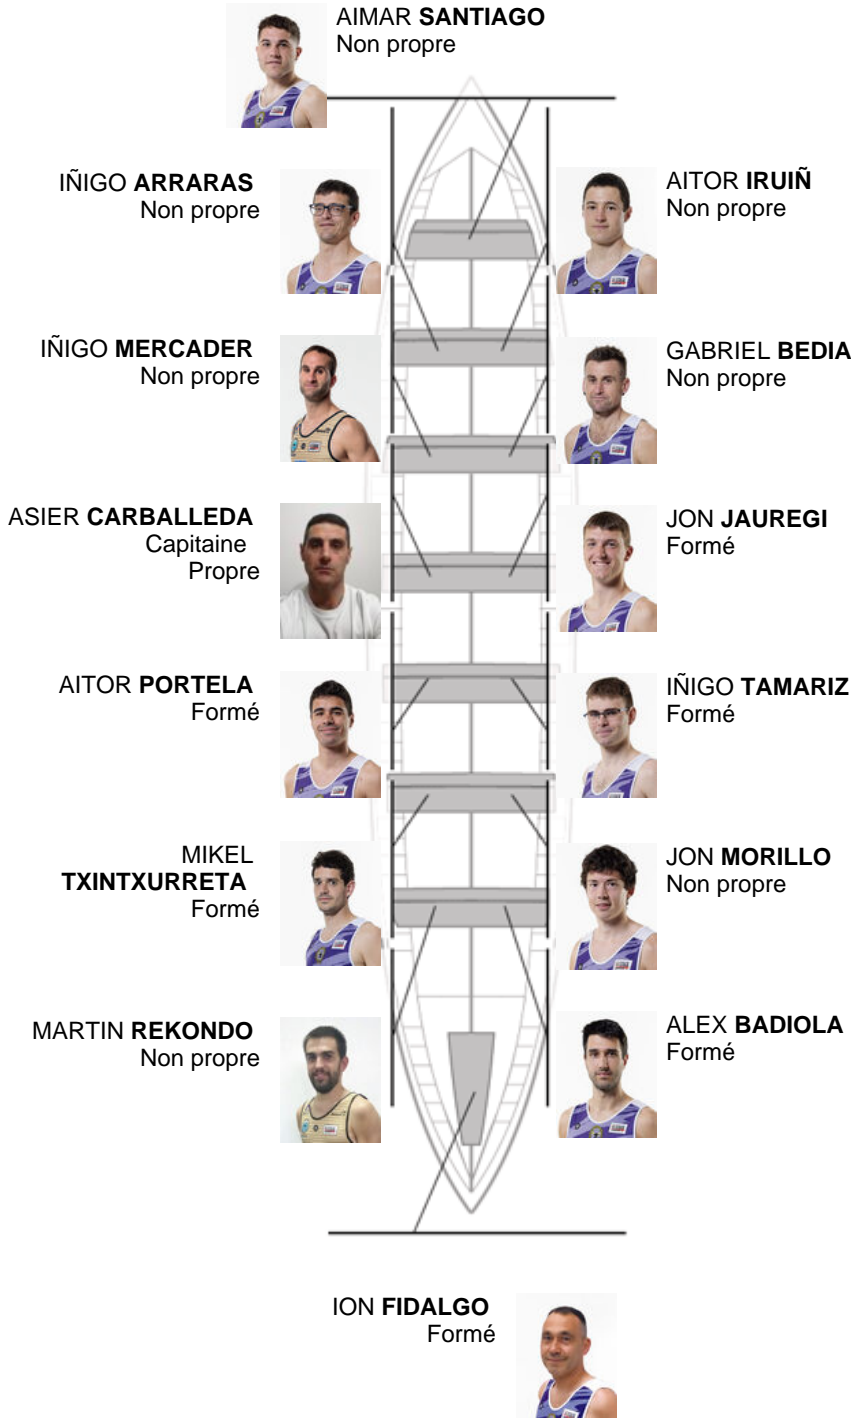 AIMAR SANTIAGO
Non propre
IÑIGO ARRARAS
Non propre
AITOR IRUIÑ
Non propre
IÑIGO MERCADER
Non propre
GABRIEL BEDIA
Non propre
ASIER CARBALLEDA
Capitaine
Propre
JON JAUREGI
Formé
AITOR PORTELA
Formé
IÑIGO TAMARIZ
Formé
MIKEL
TXINTXURRETA
Formé
JON MORILLO
Non propre
MARTIN REKONDO
Non propre
ALEX BADIOLA
Formé
ION FIDALGO
Formé